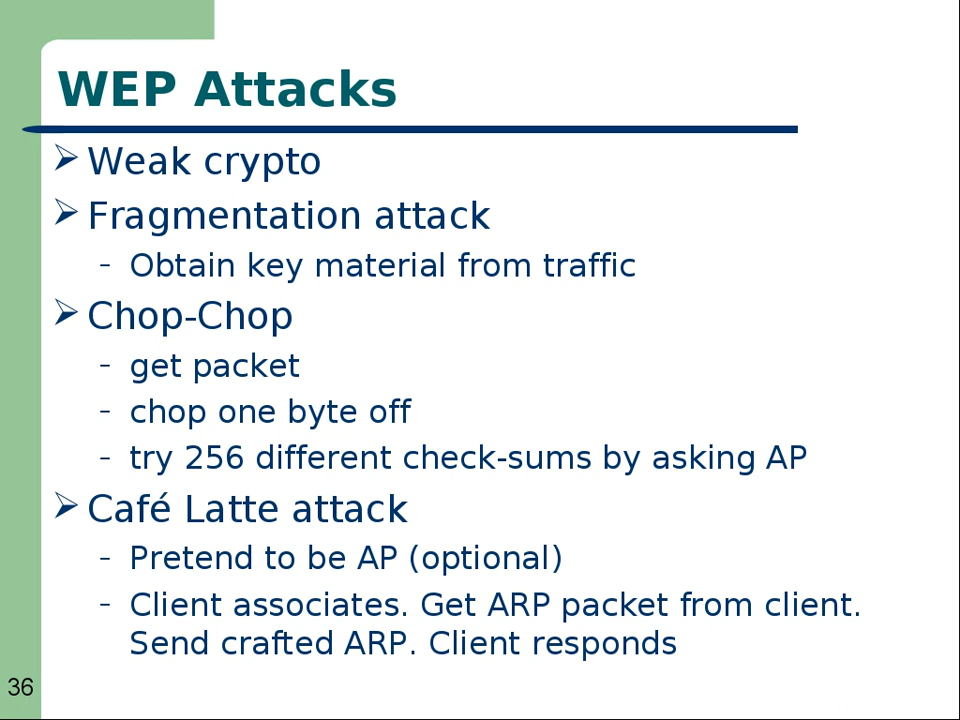 WEP Attacks
➢ Weak crypto
➢ Fragmentation attack
– Obtain key material from traffic
➢ Chop-Chop
– get packet
– chop one byte off
– try 256 different check-sums by asking AP
➢ Café Latte attack
– Pretend to be AP (optional)
– Client associates. Get ARP packet from client.
Send crafted ARP. Client responds
36